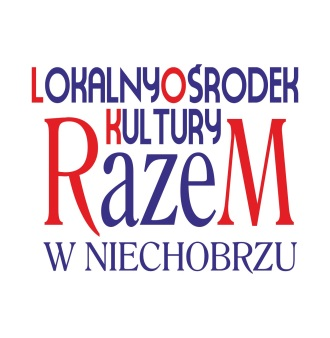 LOKALNY OŚRODEK
KULTURY
RAZEM
W NIECHOBRZU